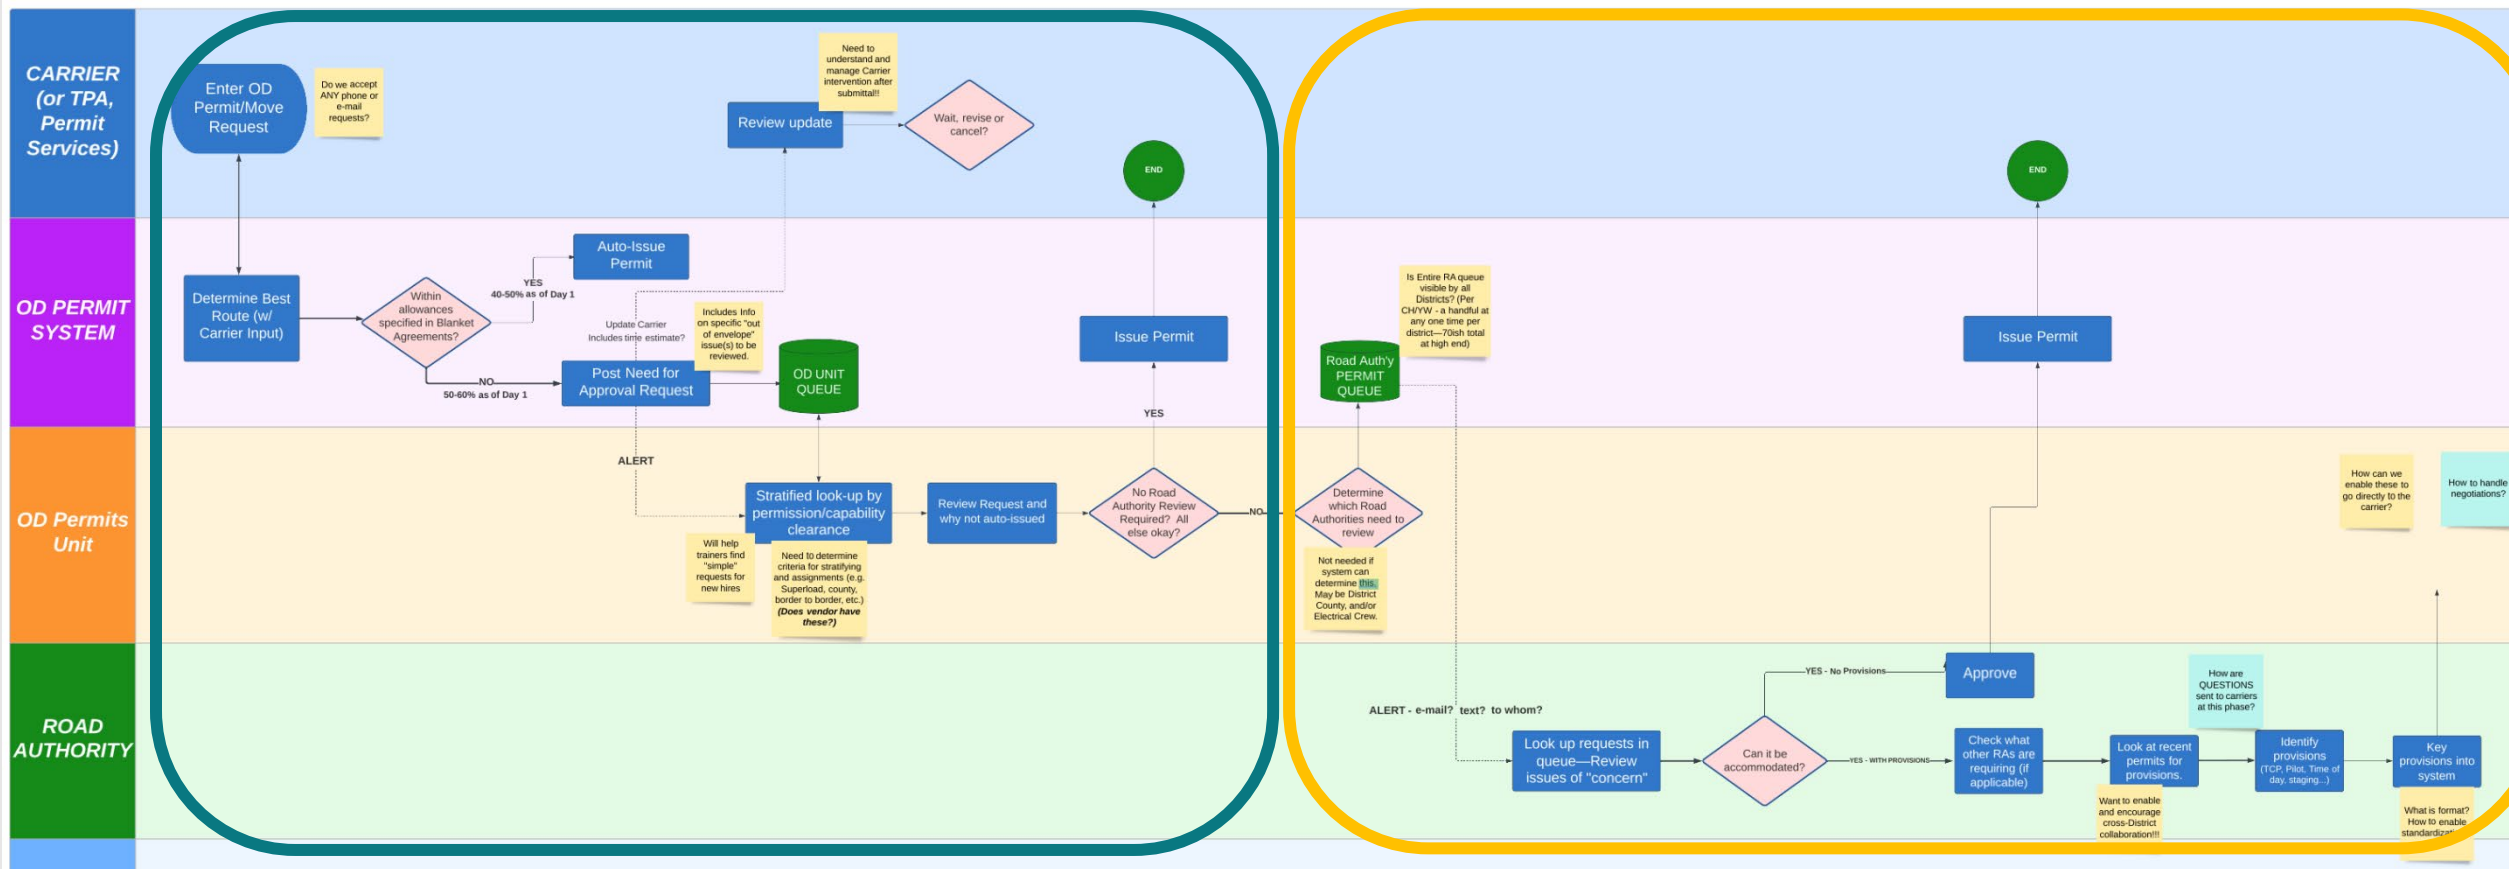 CARRIER
(or TPA,
Permit
Services)
Enter OD
Permit/Move
Request
Do we accept
ANY phone or
e-mail
requests?
Need to
understand and
manage Carrier
intervention after
submittal!!
Review update
Wait, revise or
cancel?
END
END
OD PERMIT
SYSTEM
Determine Best
Route (w/
Carrier Input)
Within
allowances
specified in Blanket
Agreements?
YES
40-50% as of Day 1
Auto-Issue
Permit
NO
50-60% as of Day 1
Update Carrier
Includes time estimate?
Post Need for
Approval Request
Includes Info
on specific "out
of envelope"
issue(s) to be
reviewed.
OD UNIT
QUEUE
Issue Permit
YES
Road Auth'y
PERMIT
QUEUE
Is Entire RA queue
visible by all
Districts? (Per
CH/YW - a handful at
any one time per
district—70ish total
at high end)
Issue Permit
OD Permits
Unit
ALERT
Stratified look-up by
permission/capability
clearance
Will help
trainers find
"simple"
requests for
new hires
Need to determine
criteria for stratifying
and assignments (e.g.
Superload, county,
border to border, etc.)
(Does vendor have
these?)
Review Request and
why not auto-issued
No Road
Authority Review
Required? All
else okay?
NO
Determine
which Road
Authorities need to
review
Not needed if
system can
determine this.
May be District
County, and/or
Electrical Crew.
How can we
enable these to
go directly to the
carrier?
How to handle
negotiations?
ROAD
AUTHORITY
ALERT - e-mail? text? to whom?
Look up requests in
queue—Review
issues of "concern"
Can it be
accommodated?
YES - No Provisions
Approve
YES - WITH PROVISIONS
Check what
other RAs are
requiring (if
applicable)
Look at recent
permits for
provisions.
Want to enable
and encourage
cross-District
collaboration!!!
How are
QUESTIONS
sent to carriers
at this phase?
Identify
provisions
(TCP, Pilot, Time of
day, staging...)
Key
provisions into
system
What is format?
How to enable